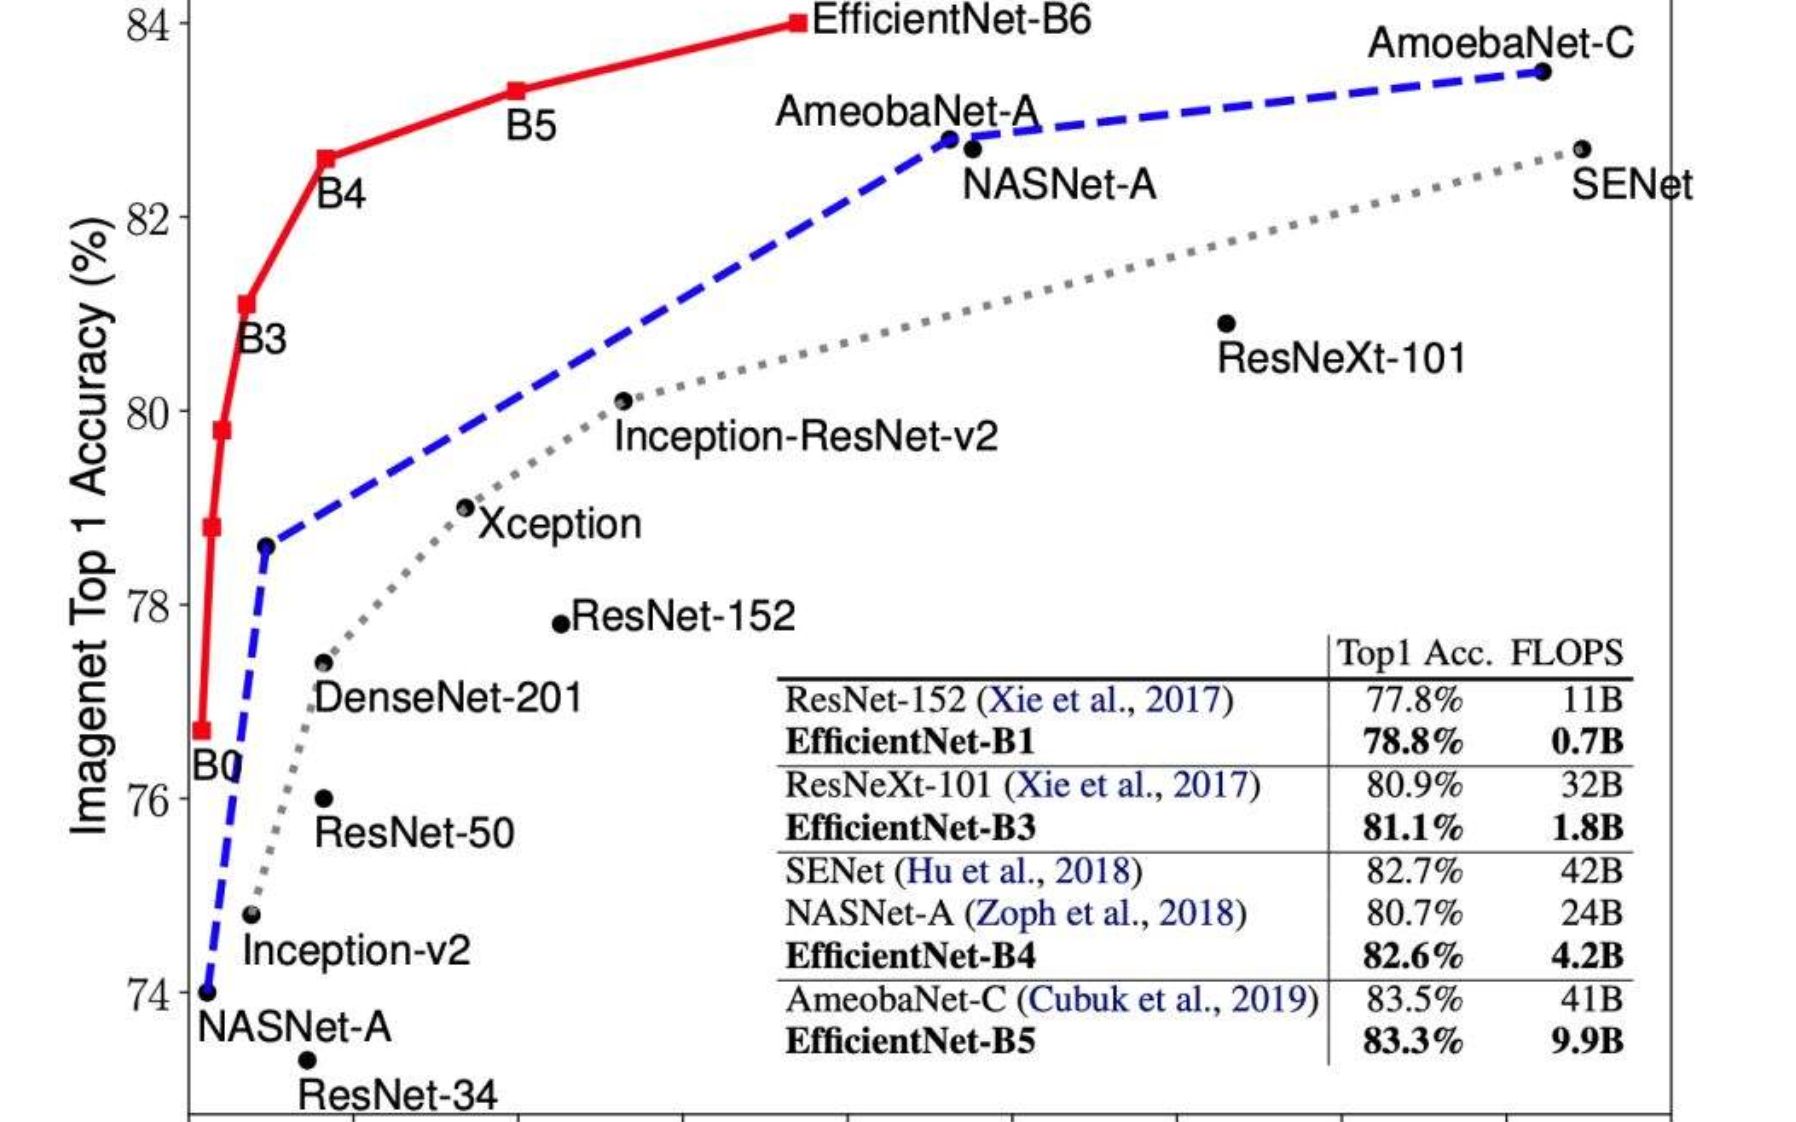 84
EfficientNet-B6
AmoebaNet-C
AmeobaNet-A
B5
NASNet-A
SENet
B4
82
B3
ResNeXt-101
80
Inception-ResNet-v2
Xception
78
ResNet-152
DenseNet-201
B0
76
ResNet-50
Inception-v2
74
NASNet-A
ResNet-34
Imagenet Top 1 Accuracy (%)
Top1 Acc. FLOPS
ResNet-152 (Xie et al., 2017) 77.8% 11B
EfficientNet-B1 78.8% 0.7B
ResNeXt-101 (Xie et al., 2017) 80.9% 32B
EfficientNet-B3 81.1% 1.8B
SENet (Hu et al., 2018) 82.7% 42B
NASNet-A (Zoph et al., 2018) 80.7% 24B
EfficientNet-B4 82.6% 4.2B
AmeobaNet-C (Cubuk et al., 2019) 83.5% 41B
EfficientNet-B5 83.3% 9.9B